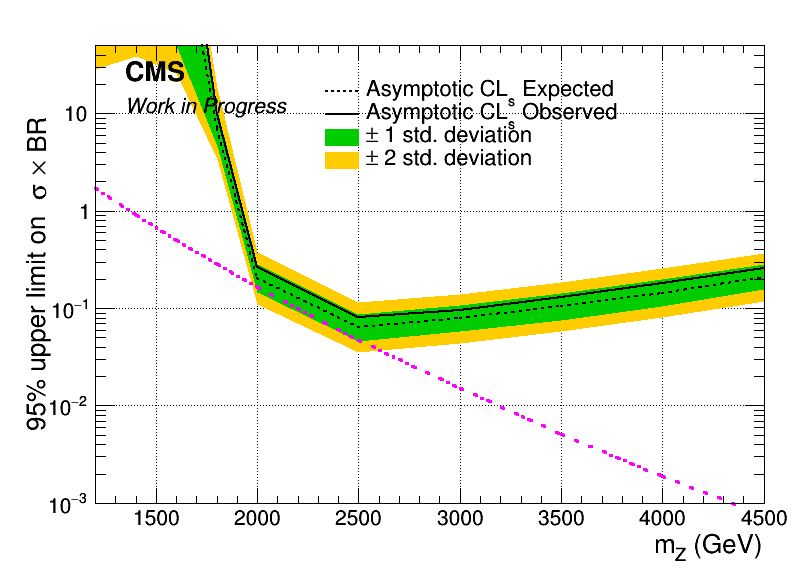 CMS
Work in Progress
Asymptotic CLs Expected
Asymptotic CLs Observed
± 1 std. deviation
± 2 std. deviation
95% upper limit on σ × BR
10
1
10⁻¹
10⁻²
10⁻³
1500 2000 2500 3000 3500 4000 4500
mZ (GeV)